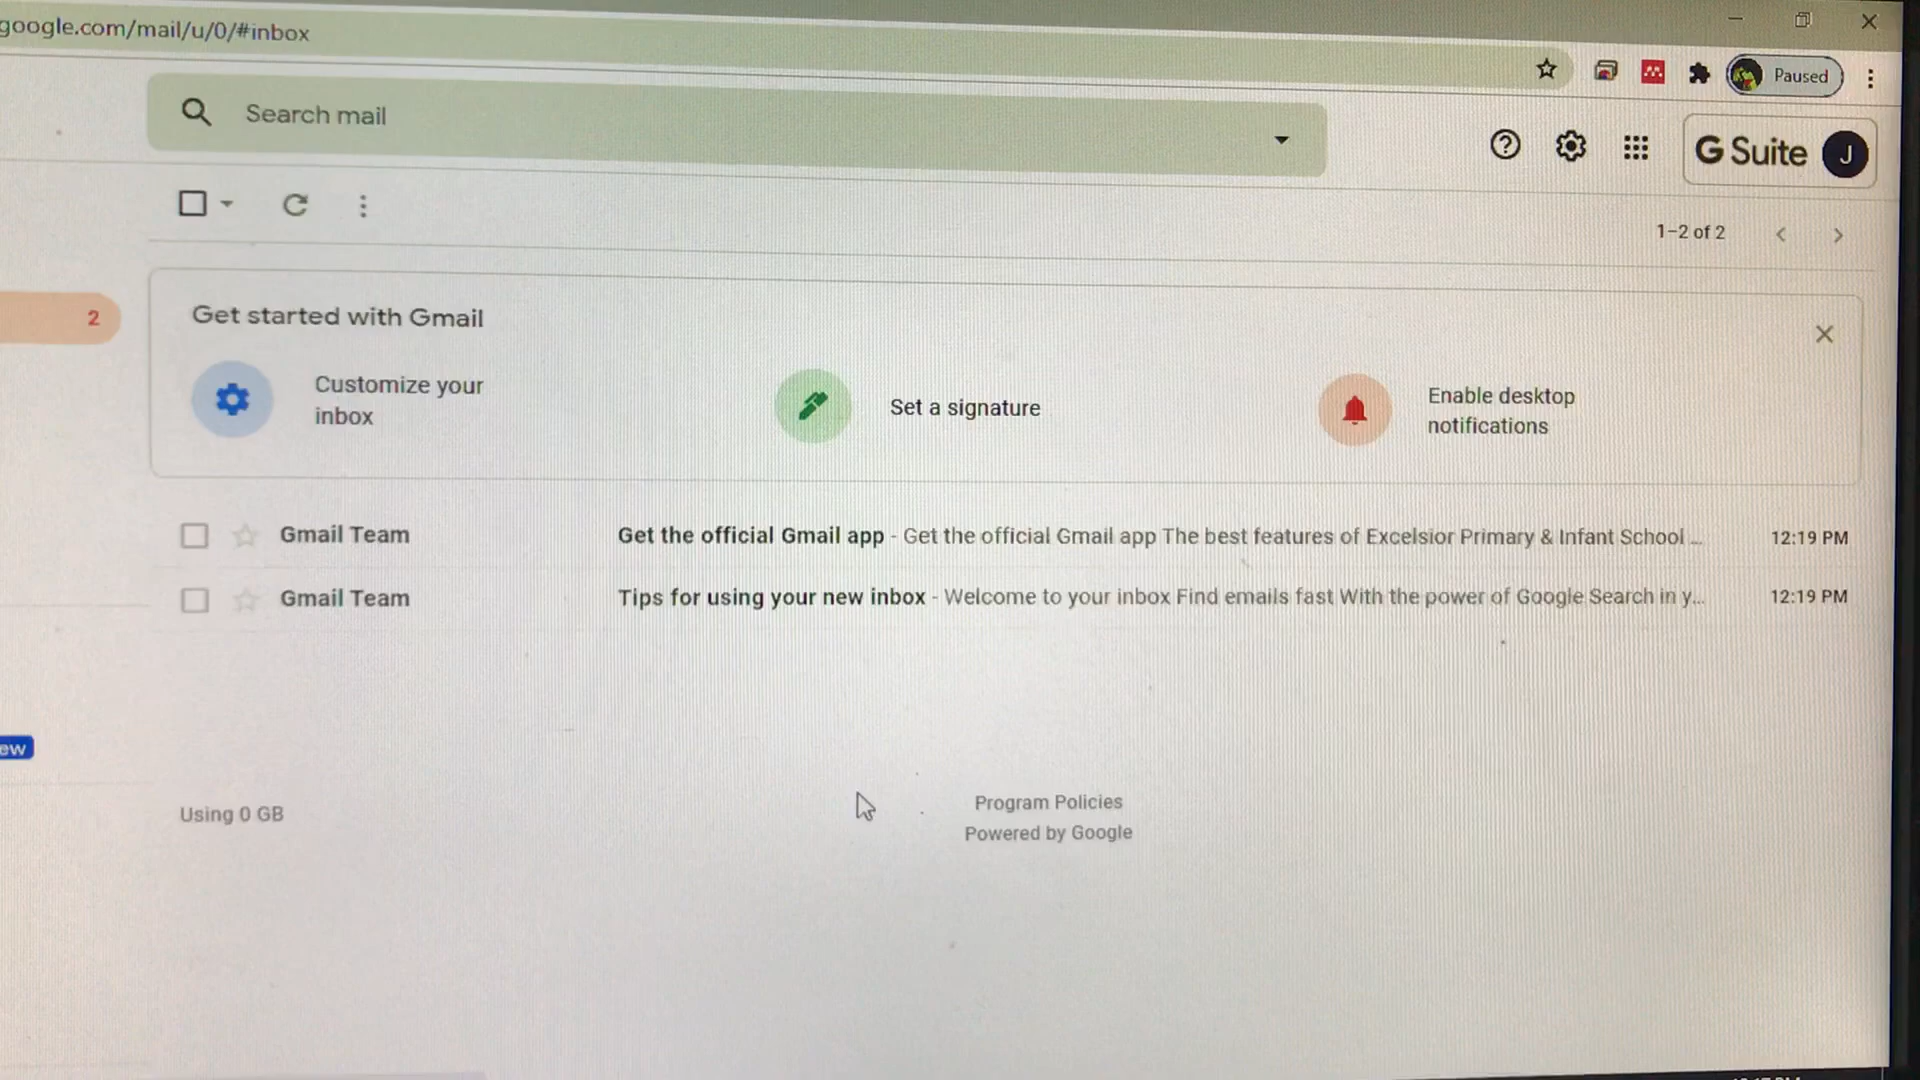 google.com/mail/u/0/#inbox
Paused
Search mail
G Suite
J
1–2 of 2
2
Get started with Gmail
Customize your
inbox
Set a signature
Enable desktop
notifications
Gmail Team Get the official Gmail app - Get the official Gmail app The best features of Excelsior Primary & Infant School ... 12:19 PM
Gmail Team Tips for using your new inbox - Welcome to your inbox Find emails fast With the power of Google Search in y... 12:19 PM
ew
Using 0 GB
Program Policies
Powered by Google